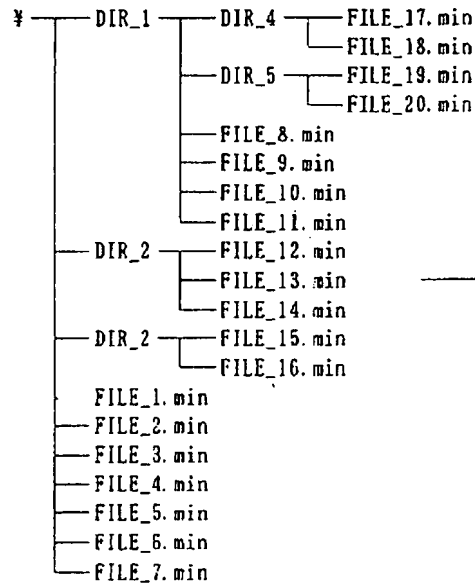 ¥ DIR_1 DIR_4 FILE_17.min
FILE_18.min
DIR_5 FILE_19.min
FILE_20.min
FILE_8.min
FILE_9.min
FILE_10.min
FILE_11.min
DIR_2 FILE_12.min
FILE_13.min
FILE_14.min
DIR_2 FILE_15.min
FILE_16.min
FILE_1.min
FILE_2.min
FILE_3.min
FILE_4.min
FILE_5.min
FILE_6.min
FILE_7.min